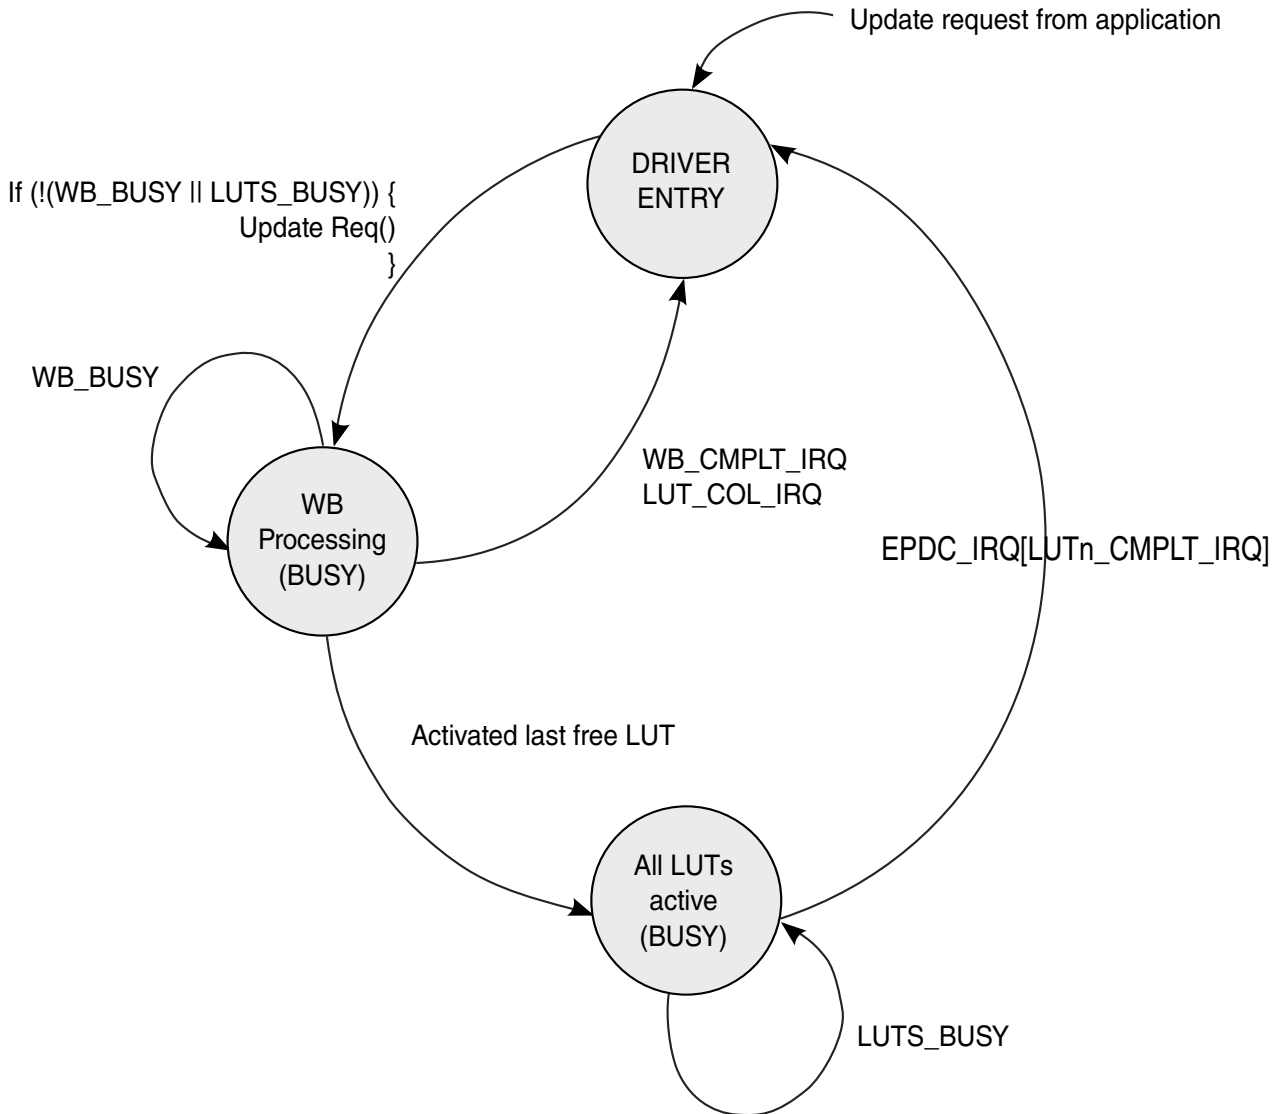 Update request from application
DRIVER
ENTRY
If (!(WB_BUSY || LUTS_BUSY)) {
Update Req()
}
WB_BUSY
WB_CMPLT_IRQ
LUT_COL_IRQ
WB
Processing
(BUSY)
EPDC_IRQ[LUTn_CMPLT_IRQ]
Activated last free LUT
All LUTs
active
(BUSY)
LUTS_BUSY